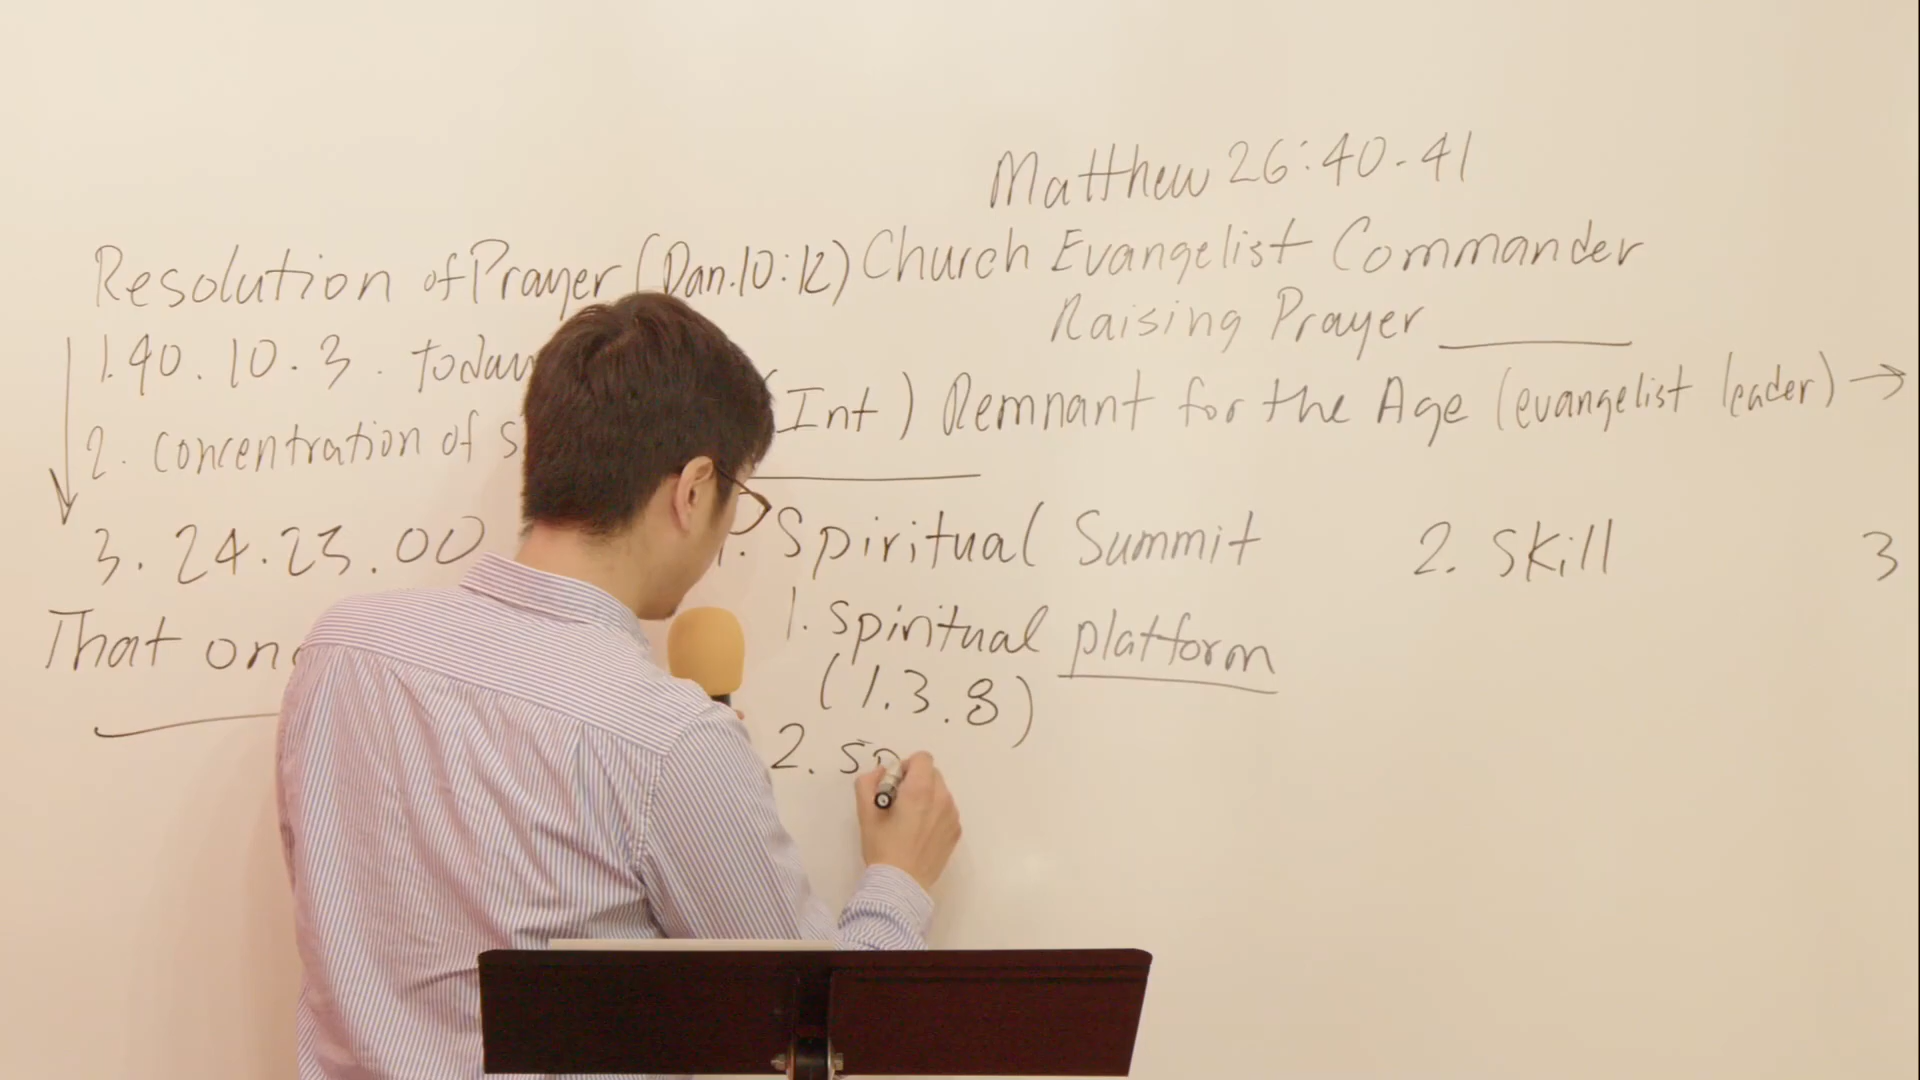 Matthew 26:40-41
Resolution of Prayer (Dan.10:12) Church Evangelist Commander
Raising Prayer
1. 40. 10. 3. today
(Int) Remnant for the Age (evangelist leader) →
2. concentration of
3. 24. 25. 00
1. Spiritual Summit
2. Skill
3
That
1. spiritual platform
(1.3.8)
2.